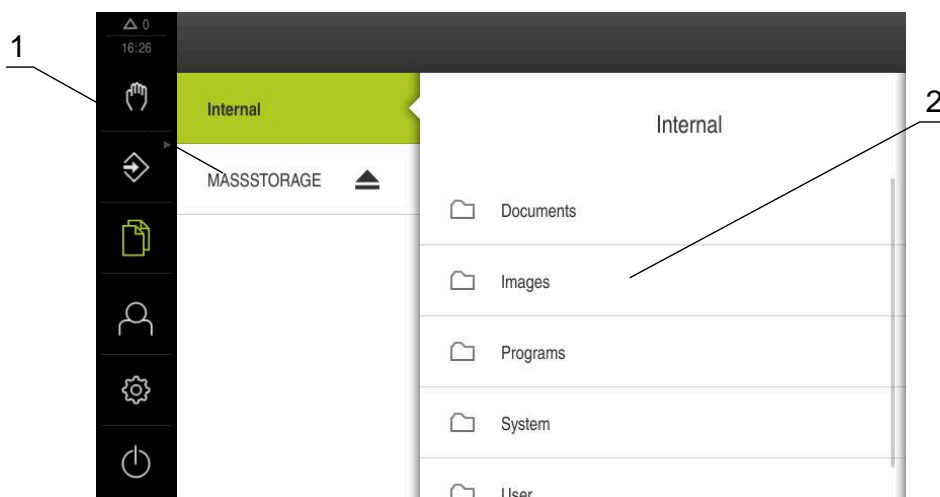 1
0
16:26
Internal
MASSSTORAGE
Internal
2
Documents
Images
Programs
System
User